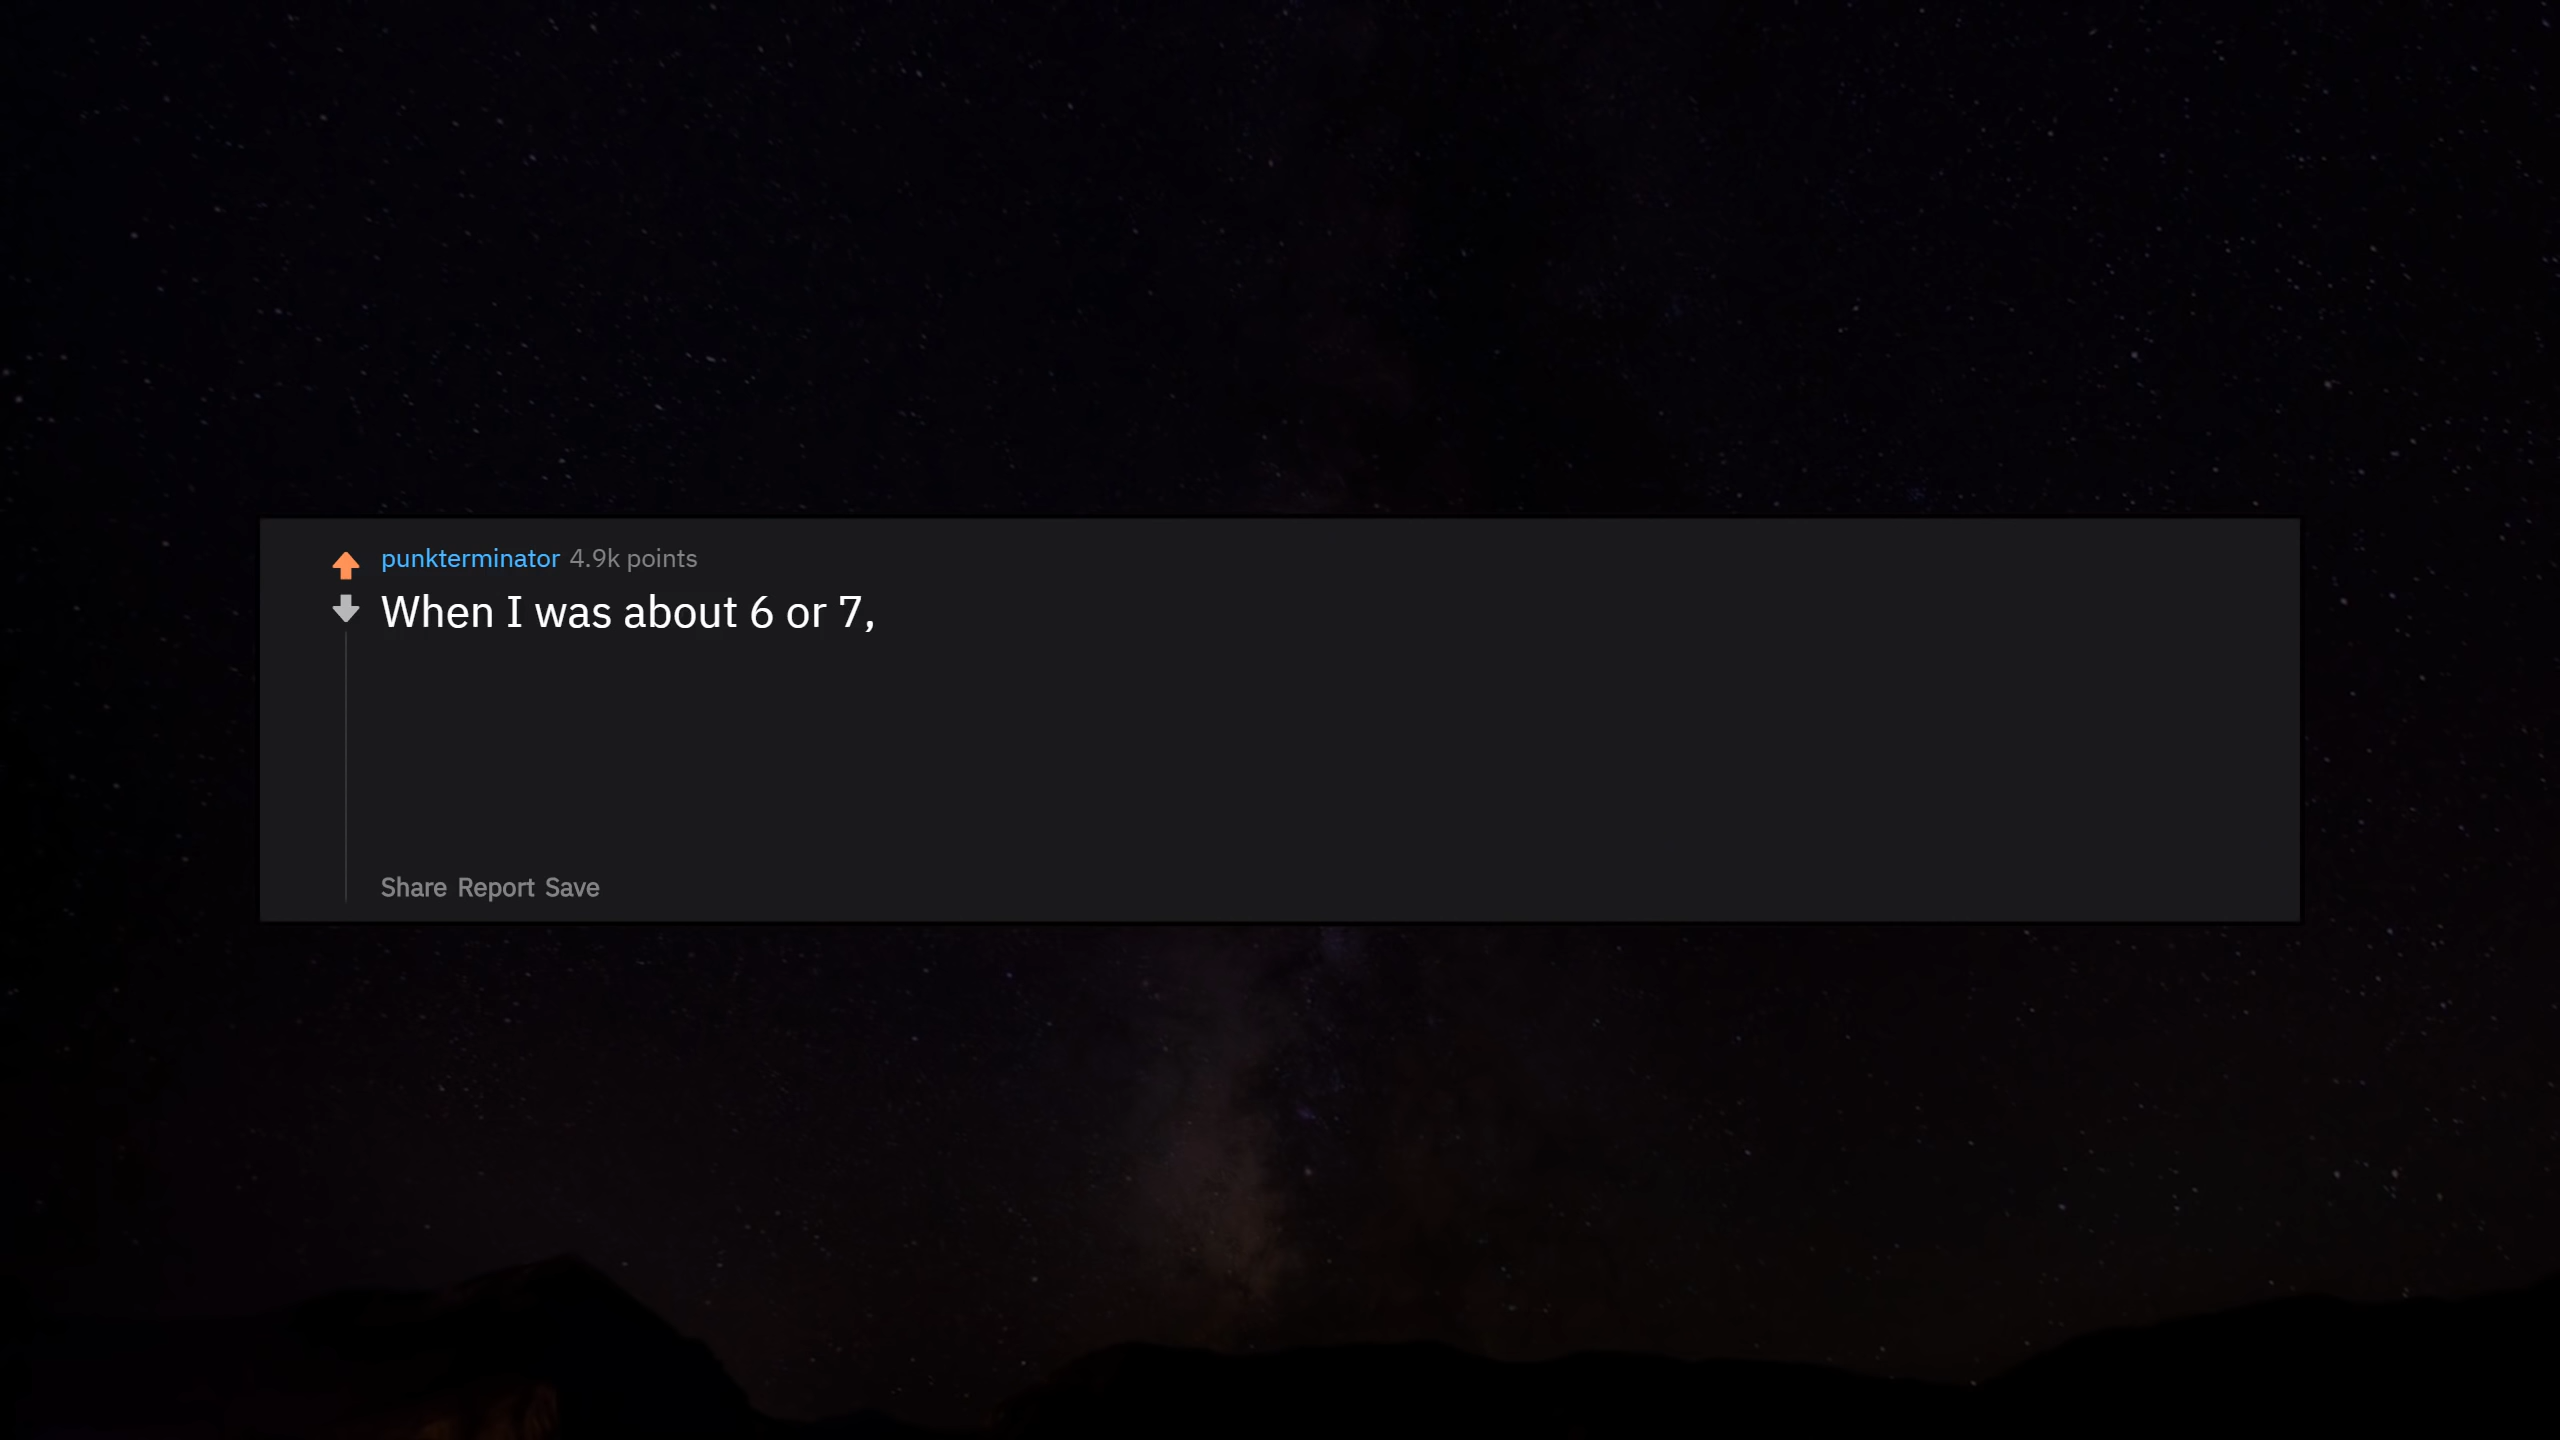 punkterminator 4.9k points
When I was about 6 or 7,
Share Report Save